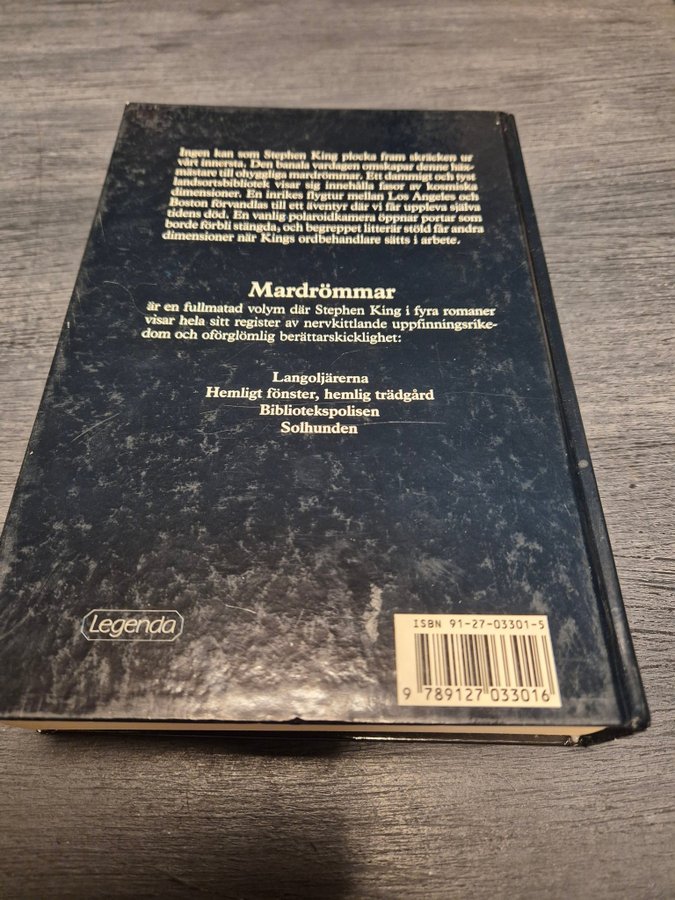 Ingen kan som Stephen King plocka fram skräcken ur
vårt innersta. Den banala vardagen omskapar denne häx-
mästare till ohyggliga mardrömmar. Ett dammigt och tyst
landsortsbibliotek visar sig innehålla fasor av kosmiska
dimensioner. En inrikes flygtur mellan Los Angeles och
Boston förvandlas till ett äventyr där vi får uppleva själva
tidens död. En vanlig polaroidkamera öppnar portar som
borde förbli stängda, och begreppet litterär stöld får andra
dimensioner när Kings ordbehandlare sätts i arbete.
Mardrömmar
är en fullmatad volym där Stephen King i fyra romaner
visar hela sitt register av nervkittlande uppfinningsrike-
dom och oförglömlig berättarskicklighet:
Langoljärerna
Hemligt fönster, hemlig trädgård
Bibliotekspolisen
Solhunden
Legenda
ISBN 91-27-03301-5
9 789127 033016